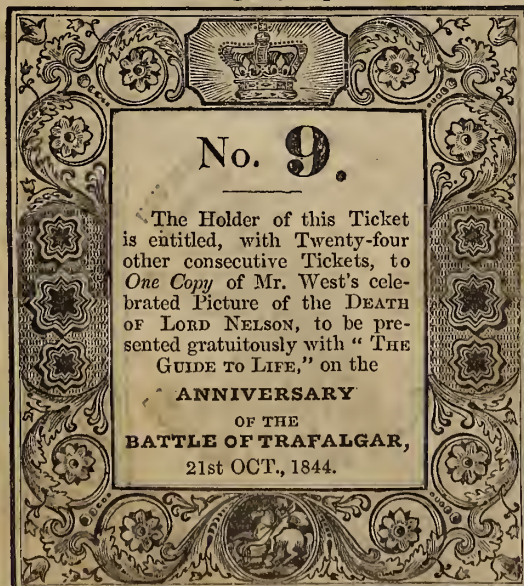 No. 9.
The Holder of this Ticket
is entitled, with Twenty-four
other consecutive Tickets, to
One Copy of Mr. West's cele-
brated Picture of the DEATH
OF LORD NELSON, to be pre-
sented gratuitously with " THE
GUIDE TO LIFE," on the
ANNIVERSARY
OF THE
BATTLE OF TRAFALGAR,
21st OCT., 1844.